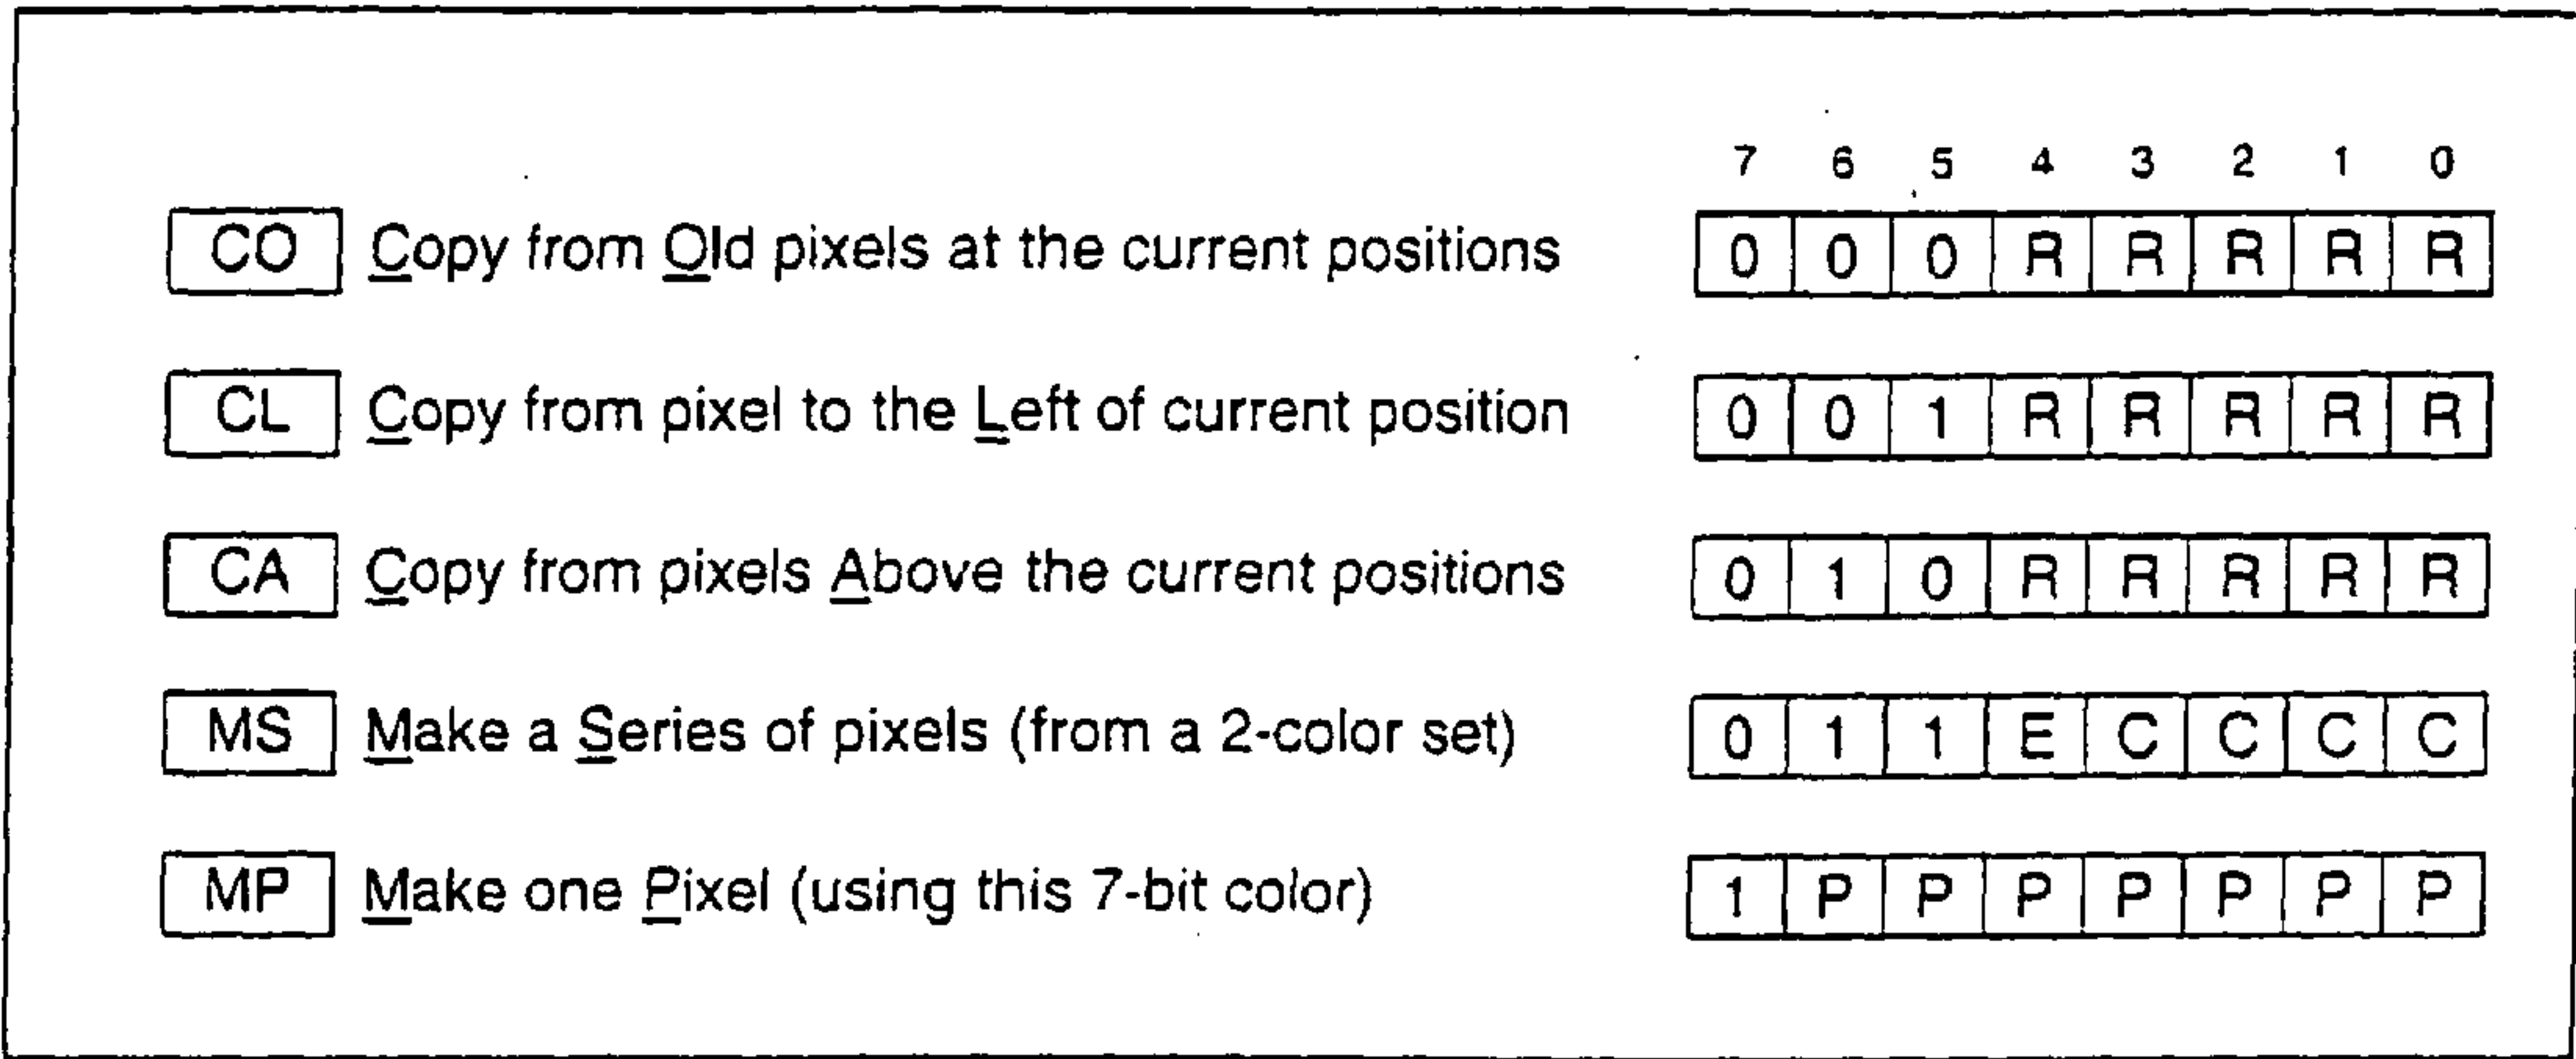 7 6 5 4 3 2 1 0
CO Copy from Old pixels at the current positions 0 0 0 R R R R R
CL Copy from pixel to the Left of current position 0 0 1 R R R R R
CA Copy from pixels Above the current positions 0 1 0 R R R R R
MS Make a Series of pixels (from a 2-color set) 0 1 1 E C C C C
MP Make one Pixel (using this 7-bit color) 1 P P P P P P P